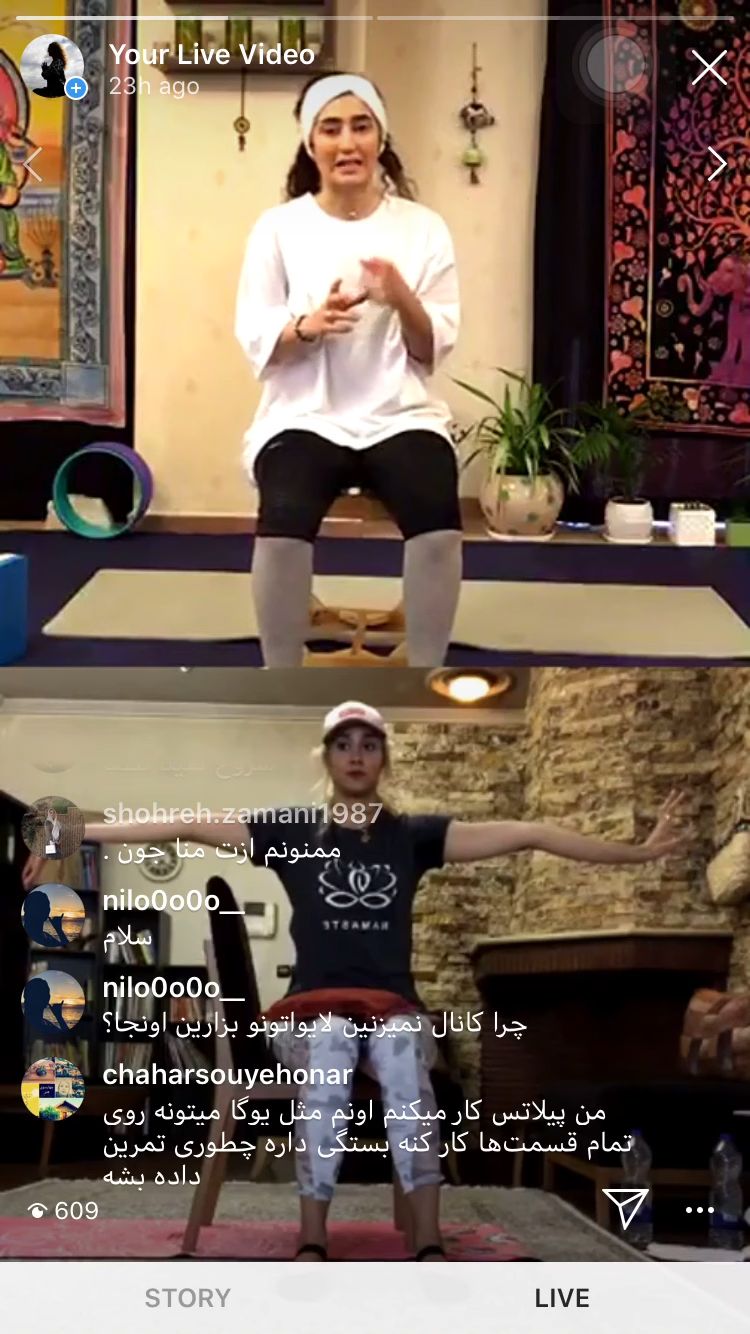 Your Live Video
23h ago
shohreh.zamani1987
ممنونم ازت منا جون .
nilo0o0o__
سلام
nilo0o0o__
چرا کانال نمیزنین لایواتونو بزارین اونجا؟
chaharsouyehonar
من پیلاتس کار میکنم اونم مثل یوگا میتونه روی
تمام قسمت‌ها کار کنه بستگی داره چطوری تمرین
داده بشه
NAMASTE
609
STORY
LIVE